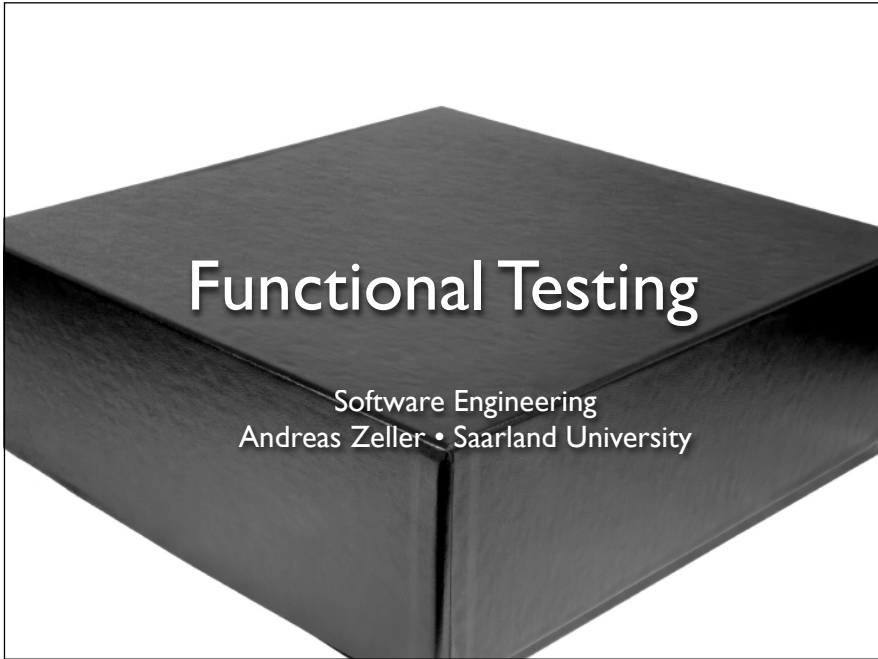 Functional Testing
Software Engineering
Andreas Zeller • Saarland University